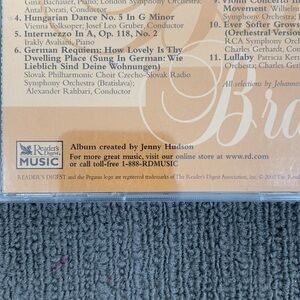 Gina Bachauer, Piano; London Symphony Orchestra;
Antal Dorati, Conductor
4. Hungarian Dance No. 5 In G Minor
Vienna Volksoper; Josef Leo Gruber, Conductor
5. Intermezzo In A, Op. 118, No. 2
Irakly Avaliani, Piano
6. German Requiem: How Lovely Is Thy
Dwelling Place (Sung In German: Wie
Lieblich Sind Deine Wohnungen)
Slovak Philharmonic Choir Czecho-Slovak Radio
Symphony Orchestra (Bratislava);
Alexander Rahbari, Conductor
9. Violin Concerto In
Movement Wilhelm
Symphony Orchestra
10. Ever Softer Grows
(Orchestral Version
RCA Symphony Orches
Charles Gerhardt, Con
11. Lullaby Patricia Kern
Orchestra; Charles Ger
All selections by Johannes
Bra
Reader's
Digest
MUSIC
Album created by Jenny Hudson
For more great music, visit our online store at www.rd.com
or call toll-free 1-888-RDMUSIC
READER'S DIGEST and the Pegasus logo are registered trademarks of The Reader's Digest Association, Inc. © 2001 The Reade